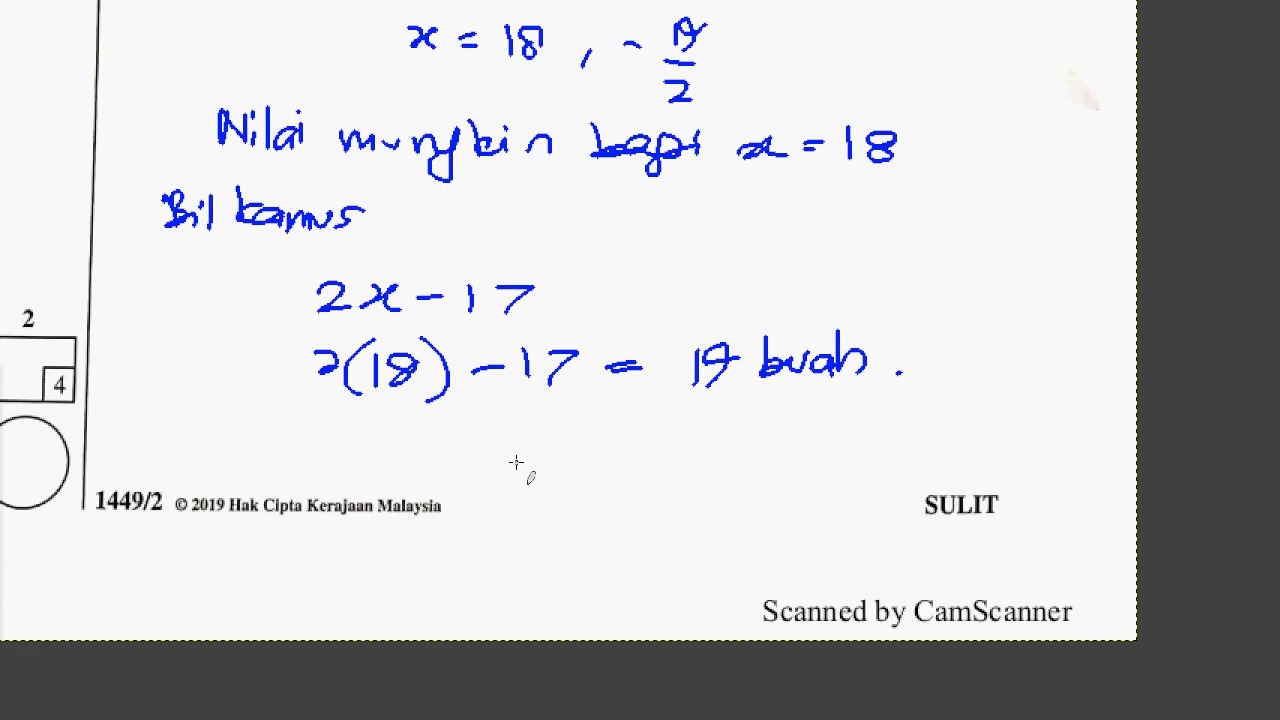 x = 18 , - 19/2
Nilai mungkin bagi x = 18
Bil kamus
2x - 17
2(18) - 17 = 19 buah .
2
4
1449/2 © 2019 Hak Cipta Kerajaan Malaysia
SULIT
Scanned by CamScanner